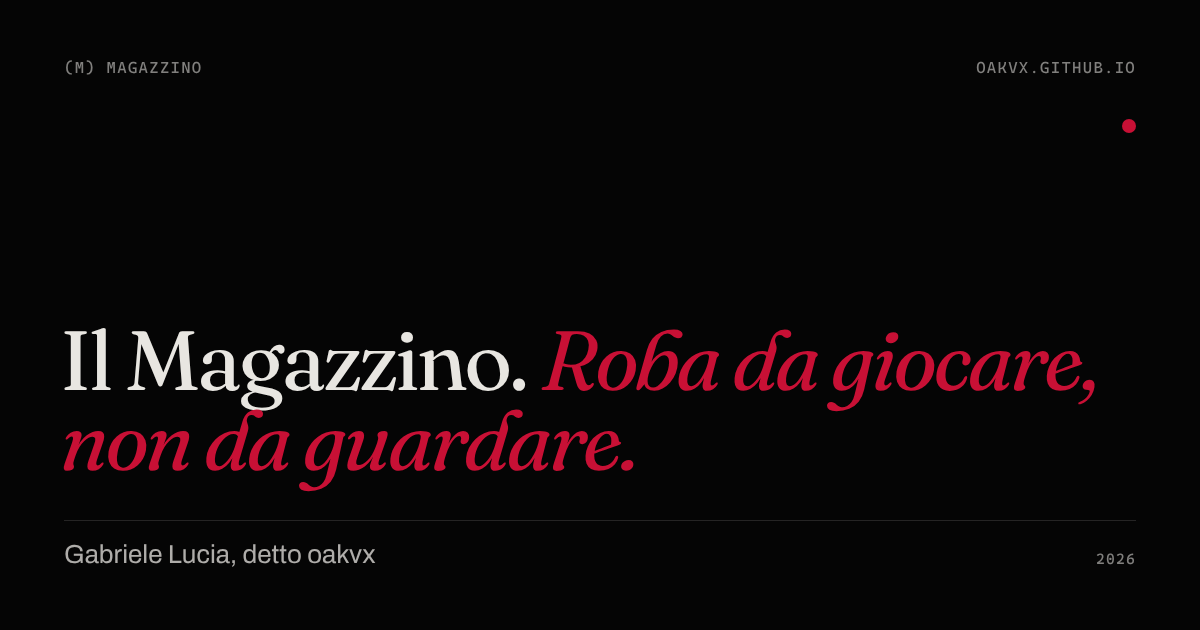 (M) MAGAZZINO
OAKVX.GITHUB.IO
Il Magazzino. Roba da giocare,
non da guardare.
Gabriele Lucia, detto oakvx
2026